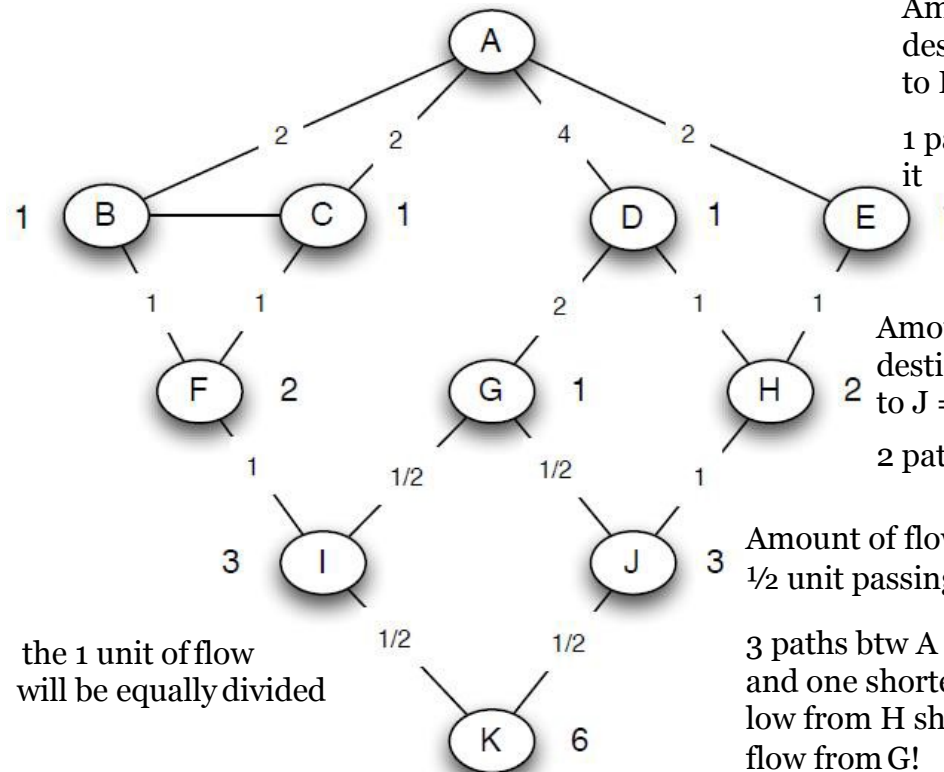 A
Am
des
to
1 pa
it
2
2
4
2
1 B C 1 D 1 E
1
1
2
1
1
Amou
destin
to J =
F 2 G 1 H 2
2 pat
1
1/2
1/2
1
3 I J 3
Amount of flow
½ unit passing
the 1 unit of flow
will be equally divided
1/2
1/2
3 paths btw A
and one shorte
low from H sh
flow from G!
K 6